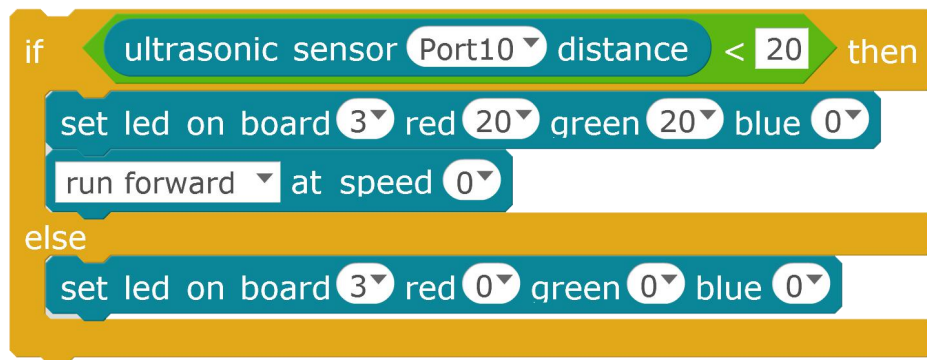 if ultrasonic sensor Port10 distance < 20 then
set led on board 3 red 20 green 20 blue 0
run forward at speed 0
else
set led on board 3 red 0 green 0 blue 0